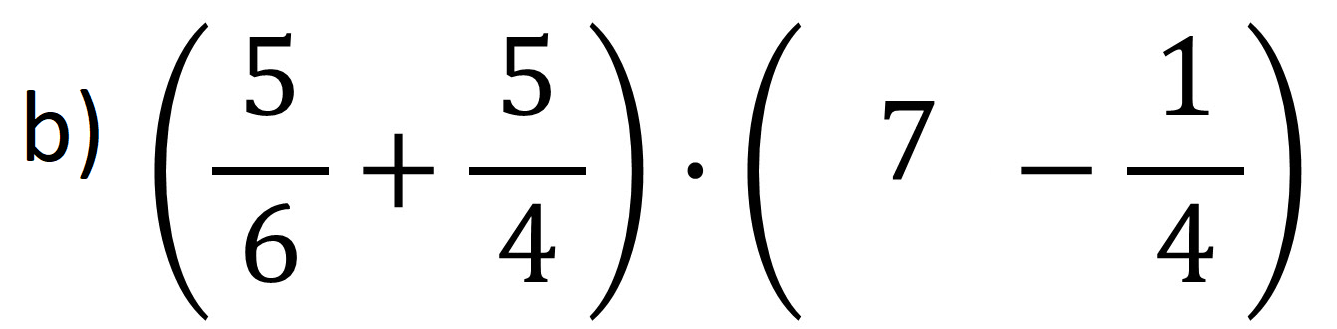 b) (5/6 + 5/4) · ( 7 − 1/4)